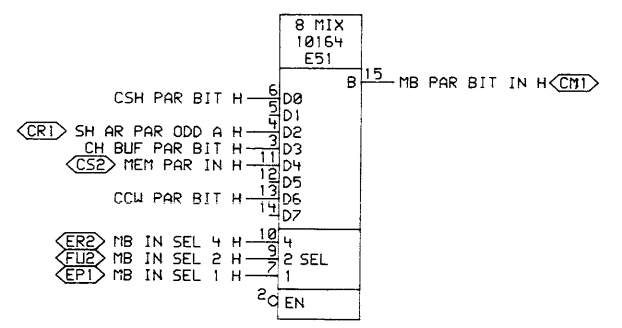 8 MIX
10164
E51
B 15 MB PAR BIT IN H CM1
CSH PAR BIT H 6 D0
5 D1
CR1 SH AR PAR ODD A H 4 D2
CH BUF PAR BIT H 3 D3
CS2 MEM PAR IN H 11 D4
12 D5
CCW PAR BIT H 13 D6
14 D7
ER2 MB IN SEL 4 H 10 4
FU2 MB IN SEL 2 H 9 2 SEL
EP1 MB IN SEL 1 H 7 1
2 EN